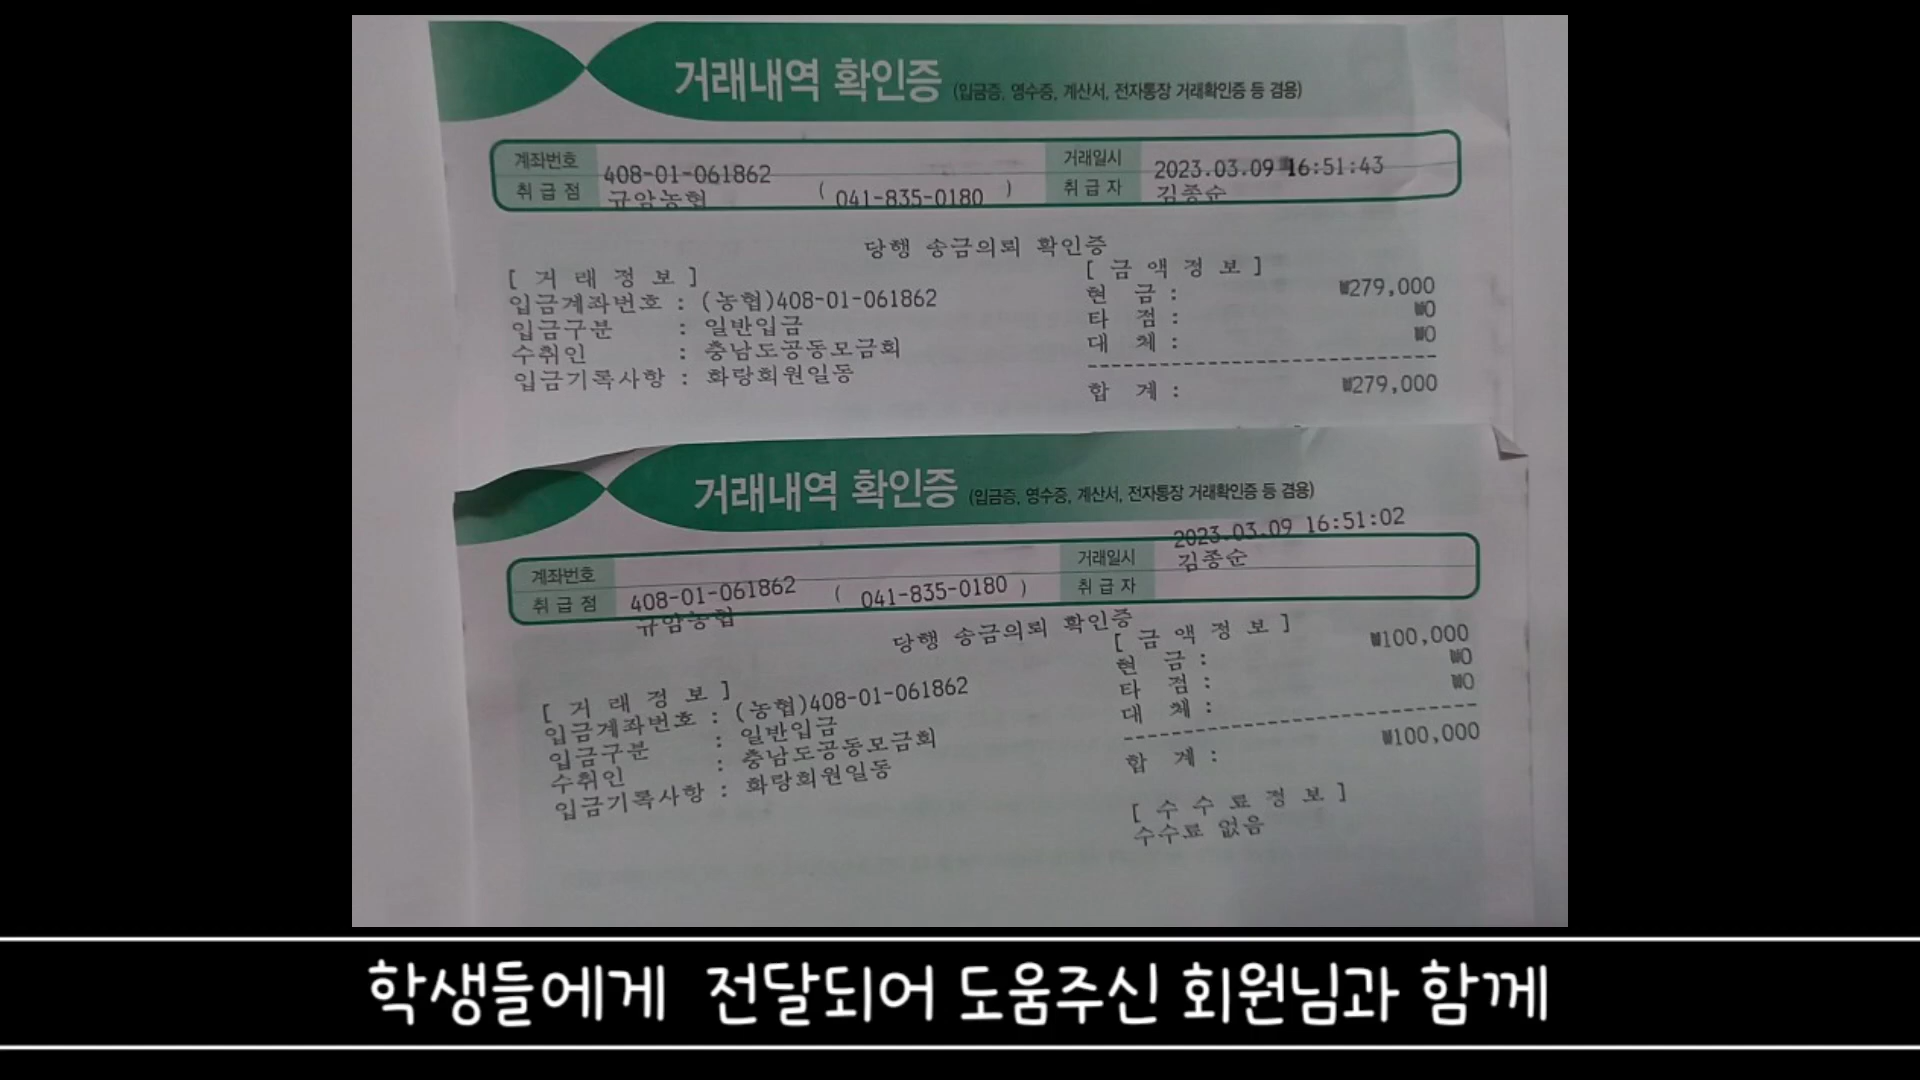 거래내역 확인증 (입금증, 영수증, 계산서, 전자통장 거래확인증 등 겸용)
계좌번호 408-01-061862 거래일시 2023.03.09 16:51:43
취급점 규암농협 ( 041-835-0180 ) 취급자 김종순
당행 송금의뢰 확인증
[ 거 래 정 보 ]
입금계좌번호 : (농협)408-01-061862
입금구분 : 일반입금
수취인 : 충남도공동모금회
입금기록사항 : 화랑회원일동
[ 금 액 정 보 ]
현 금 : ₩279,000
타 점 : ₩0
대 체 : ₩0
합 계 : ₩279,000
거래내역 확인증 (입금증, 영수증, 계산서, 전자통장 거래확인증 등 겸용)
계좌번호 거래일시 2023.03.09 16:51:02
취급점 408-01-061862 ( 041-835-0180 ) 취급자 김종순
규암농협
당행 송금의뢰 확인증
[ 거 래 정 보 ]
입금계좌번호 : (농협)408-01-061862
입금구분 : 일반입금
수취인 : 충남도공동모금회
입금기록사항 : 화랑회원일동
[ 금 액 정 보 ]
현 금 : ₩100,000
타 점 : ₩0
대 체 : ₩0
합 계 : ₩100,000
[ 수 수 료 정 보 ]
수수료 없음
학생들에게 전달되어 도움주신 회원님과 함께